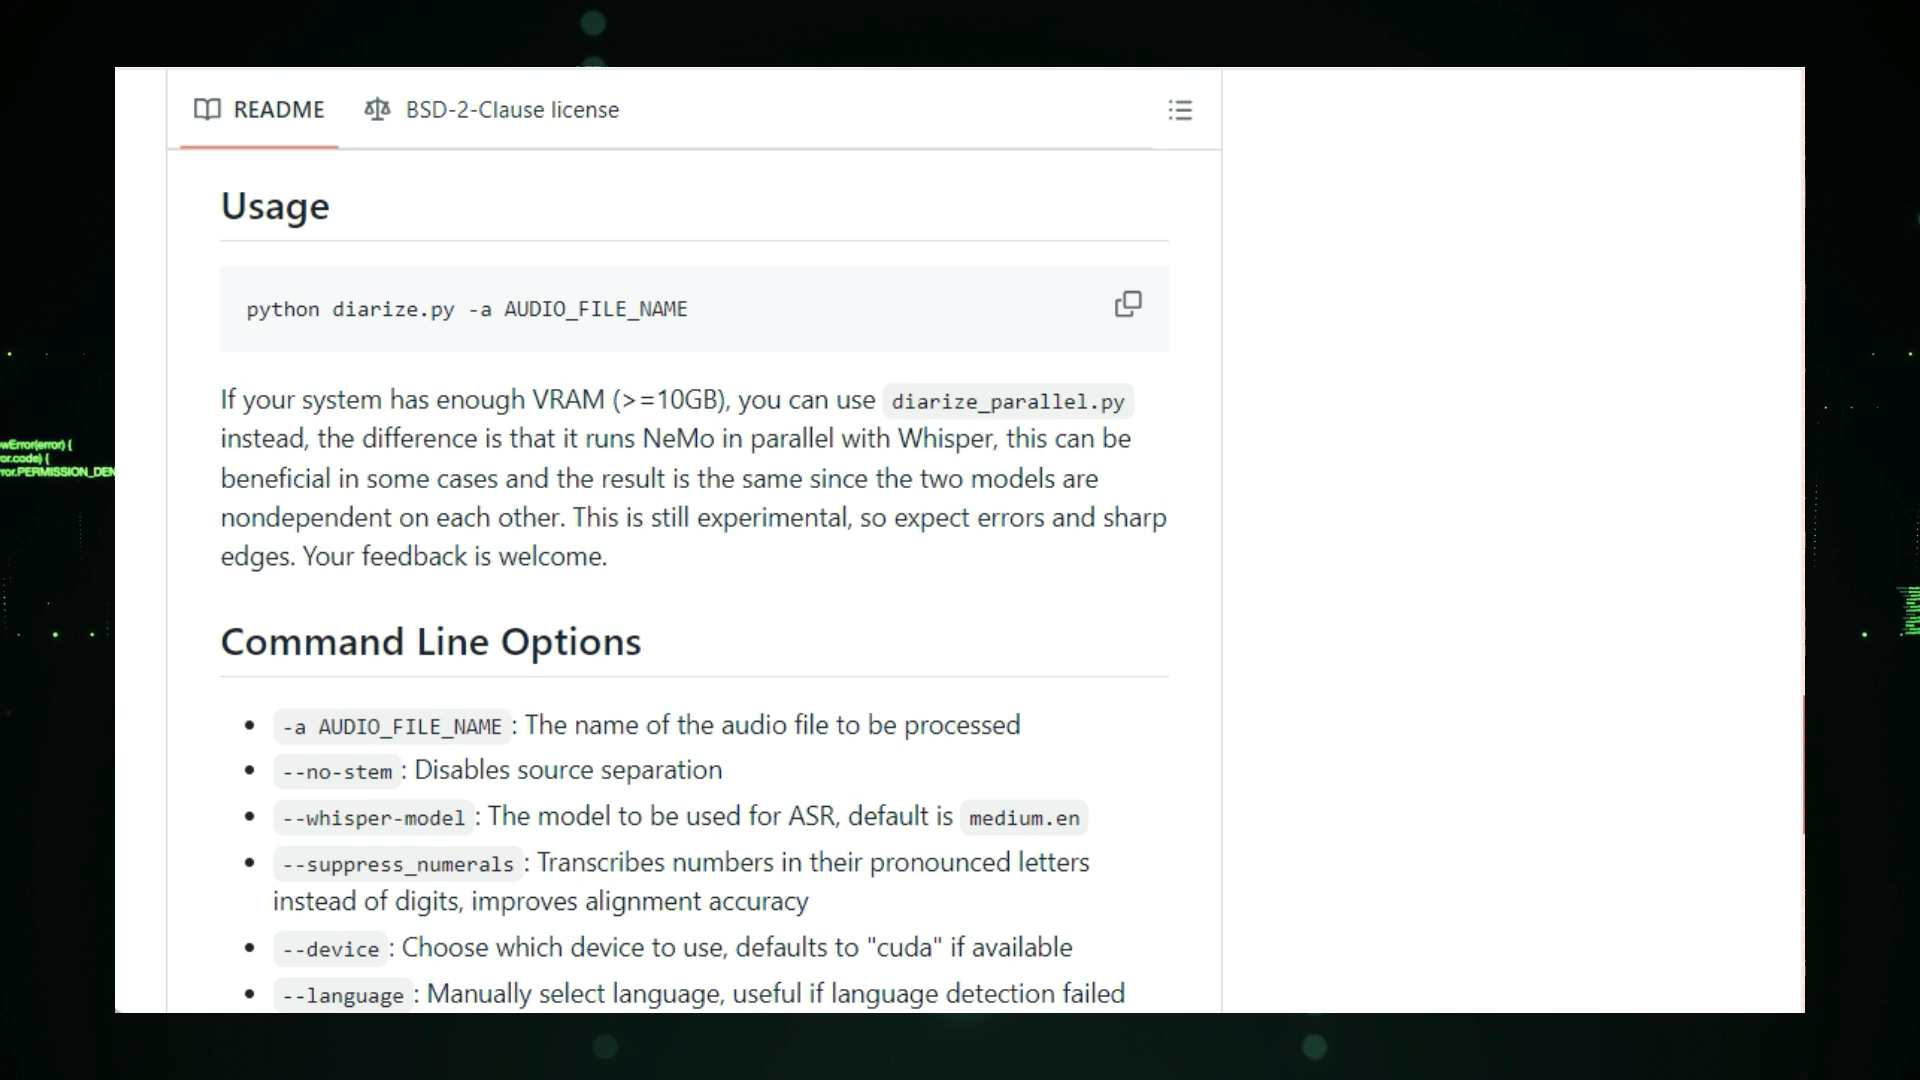 README
BSD-2-Clause license
Usage
python diarize.py -a AUDIO_FILE_NAME
If your system has enough VRAM (>=10GB), you can use diarize_parallel.py
instead, the difference is that it runs NeMo in parallel with Whisper, this can be
beneficial in some cases and the result is the same since the two models are
nondependent on each other. This is still experimental, so expect errors and sharp
edges. Your feedback is welcome.
wError(error) {
or.code) {
ror.PERMISSION_DEN
Command Line Options
-a AUDIO_FILE_NAME: The name of the audio file to be processed
--no-stem: Disables source separation
--whisper-model: The model to be used for ASR, default is medium.en
--suppress_numerals: Transcribes numbers in their pronounced letters
instead of digits, improves alignment accuracy
--device: Choose which device to use, defaults to "cuda" if available
--language: Manually select language, useful if language detection failed